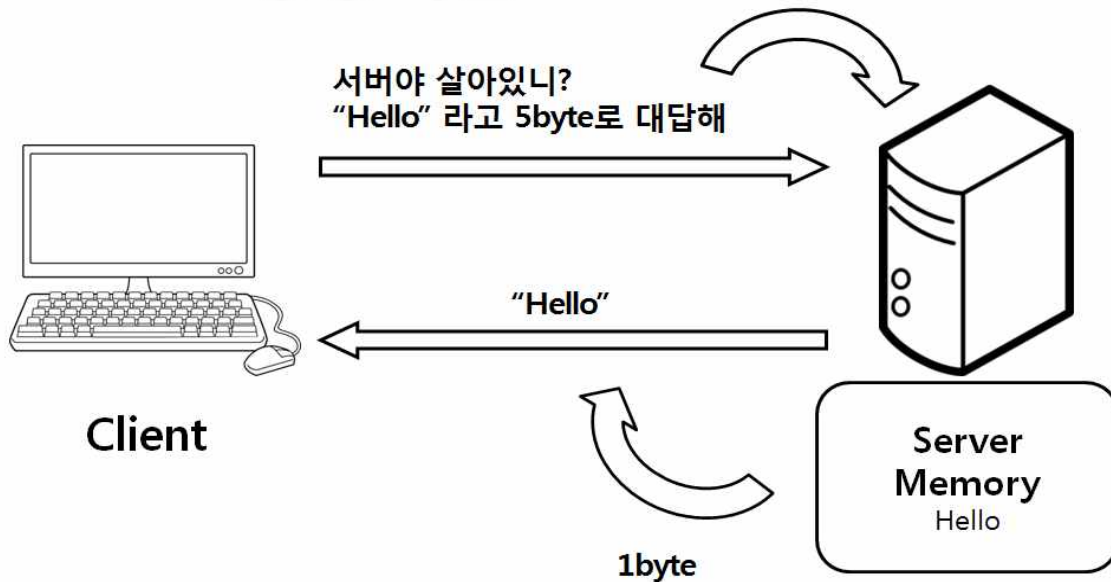 서버야 살아있니?
“Hello” 라고 5byte로 대답해
“Hello”
Client
Server
Memory
Hello
1byte